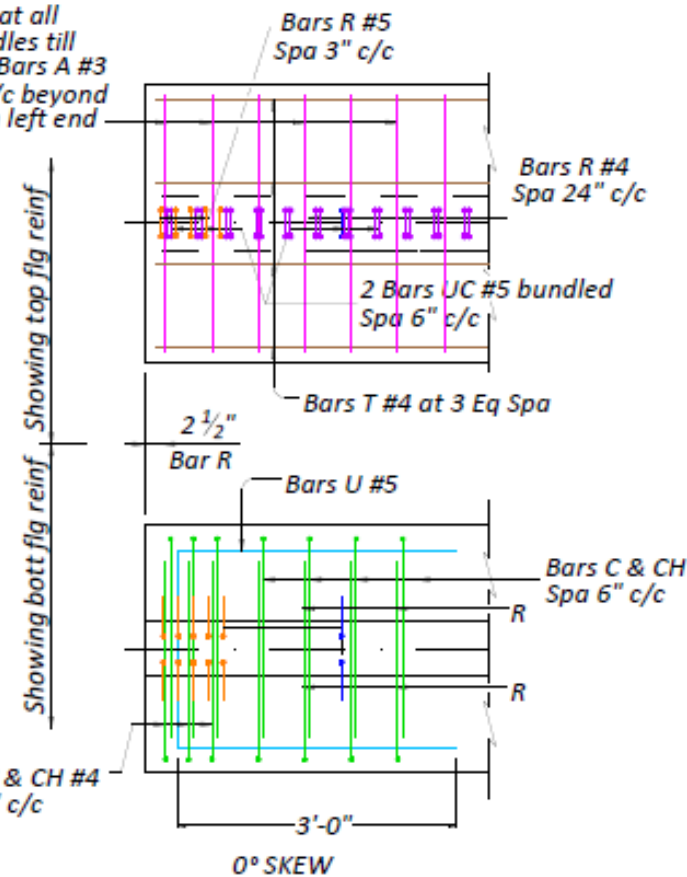 at all
till
Bars A #3
c/c beyond
left end
Bars R #5
Spa 3" c/c
Bars R #4
Spa 24" c/c
2 Bars UC #5 bundled
Spa 6" c/c
Showing top flg reinf
Bars T #4 at 3 Eq Spa
2 ½"
Bar R
Bars U #5
Showing bott flg reinf
Bars C & CH
Spa 6" c/c
R
R
& CH #4
c/c
3'-0"
0° SKEW